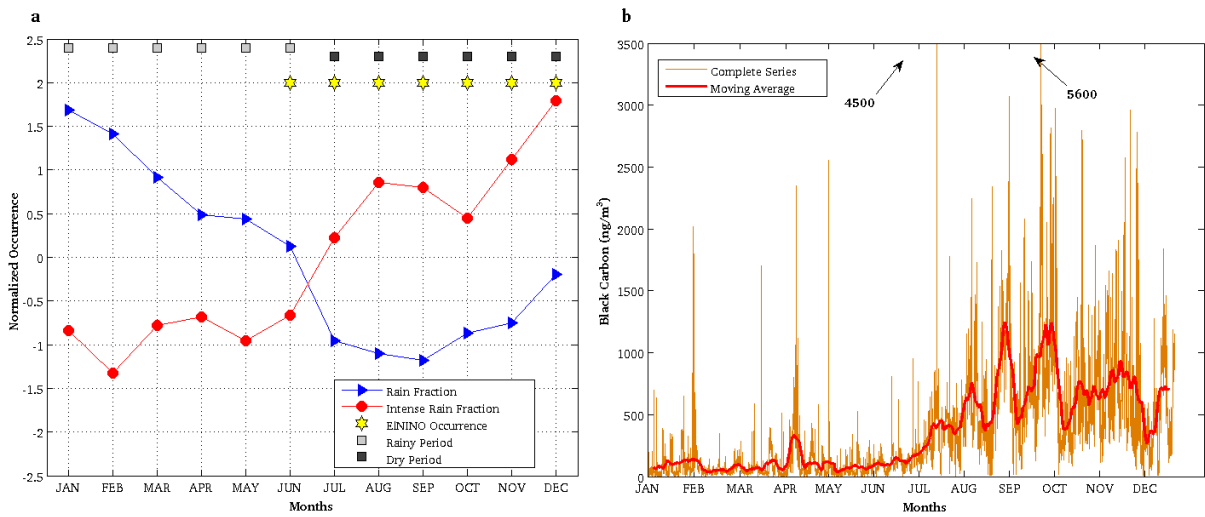 a
2.5
2
1.5
1
0.5
0
-0.5
-1
-1.5
-2
-2.5
Normalized Occurrence
Rain Fraction
Intense Rain Fraction
ElNINO Occurrence
Rainy Period
Dry Period
JAN FEB MAR APR MAY JUN JUL AUG SEP OCT NOV DEC
Months
b
3500
3000
2500
2000
1500
1000
500
0
Black Carbon (ng/m³)
Complete Series
Moving Average
4500
5600
JAN FEB MAR APR MAY JUN JUL AUG SEP OCT NOV DEC
Months